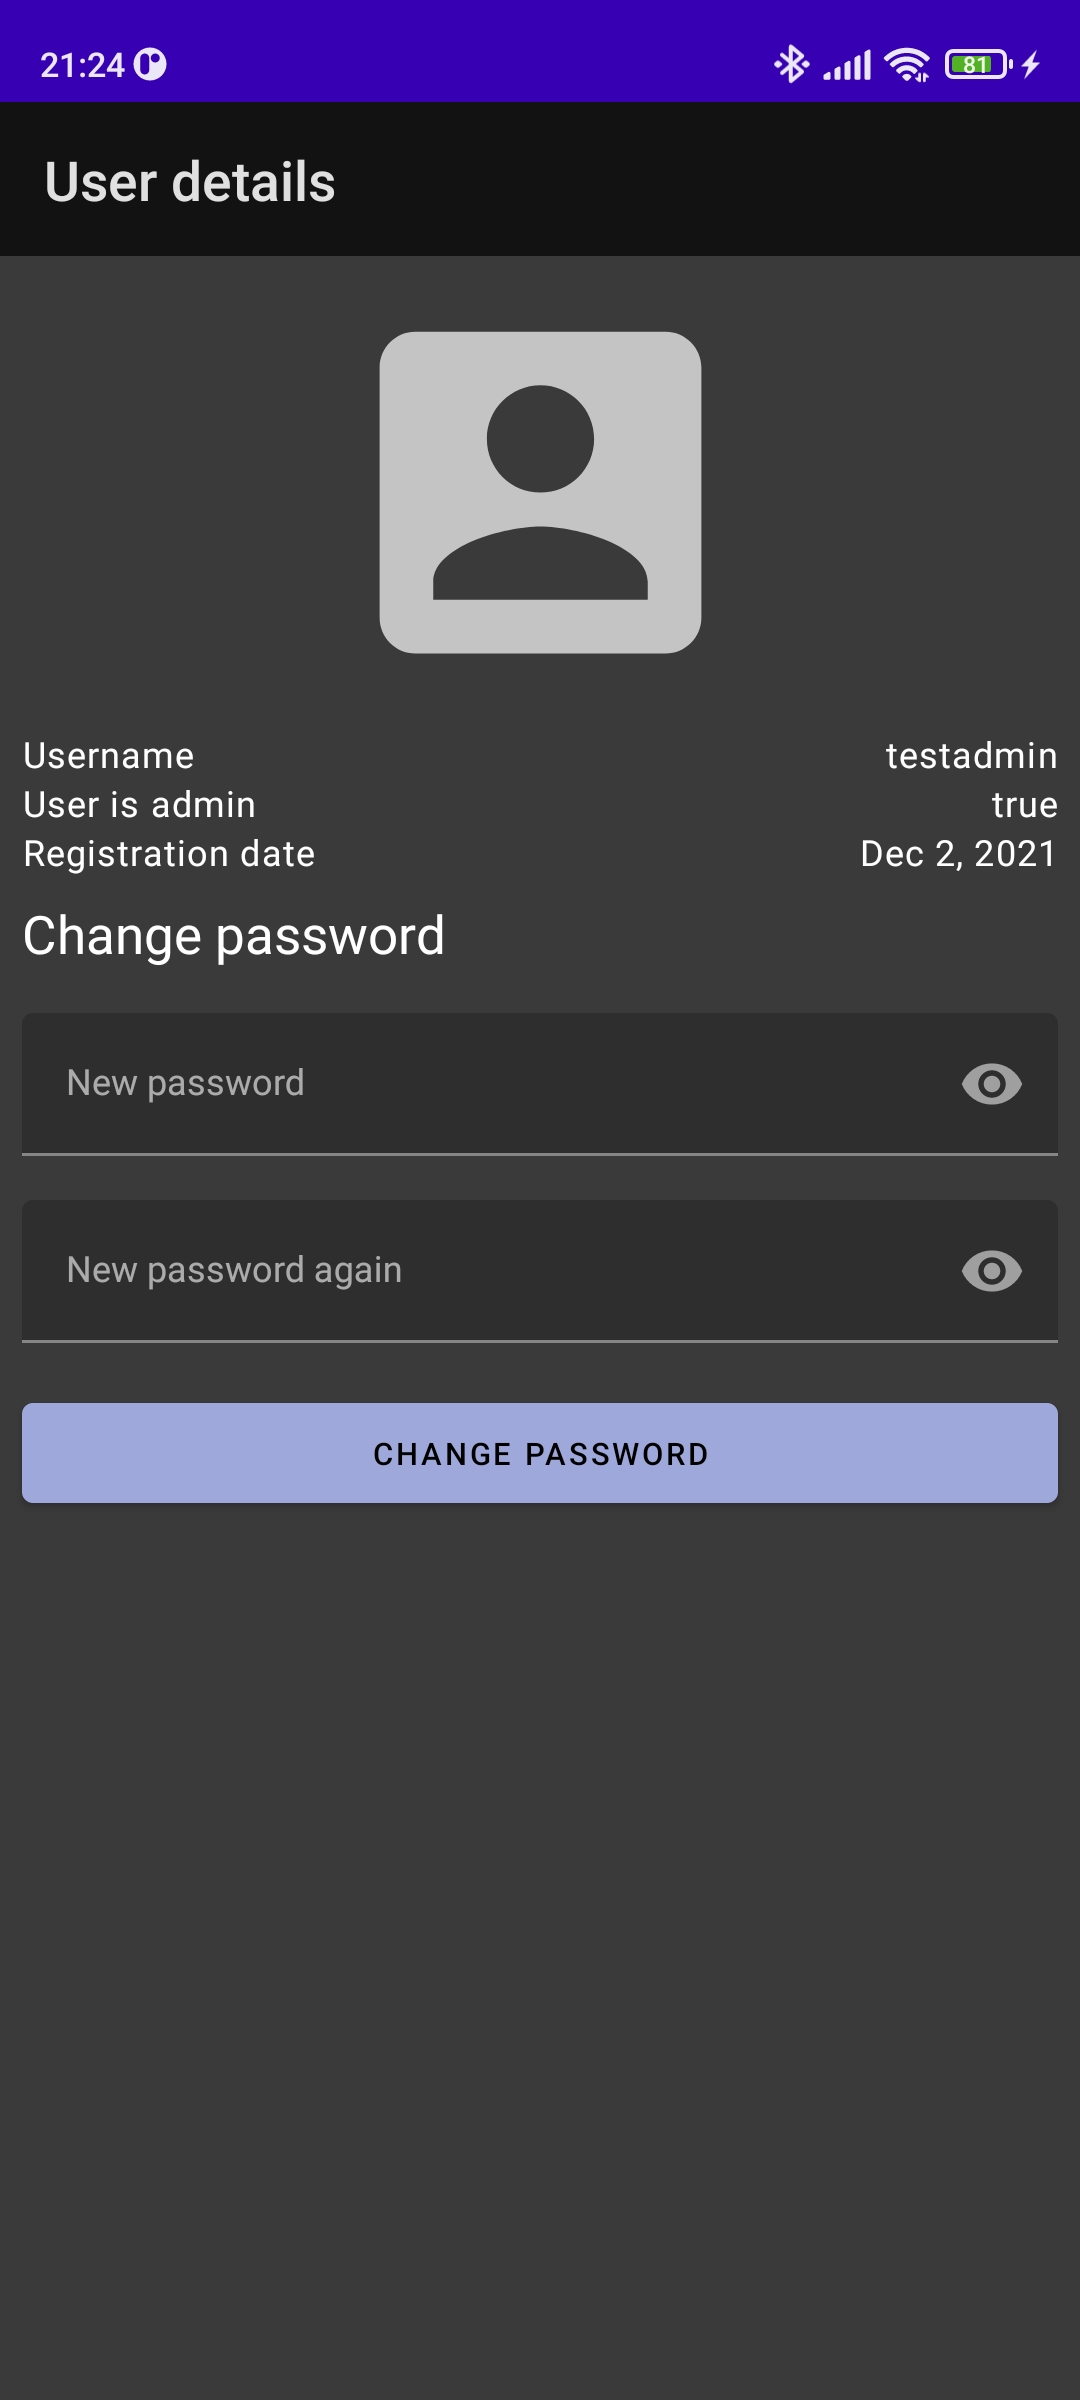 21:24
81
User details
Username testadmin
User is admin true
Registration date Dec 2, 2021
Change password
New password
New password again
CHANGE PASSWORD